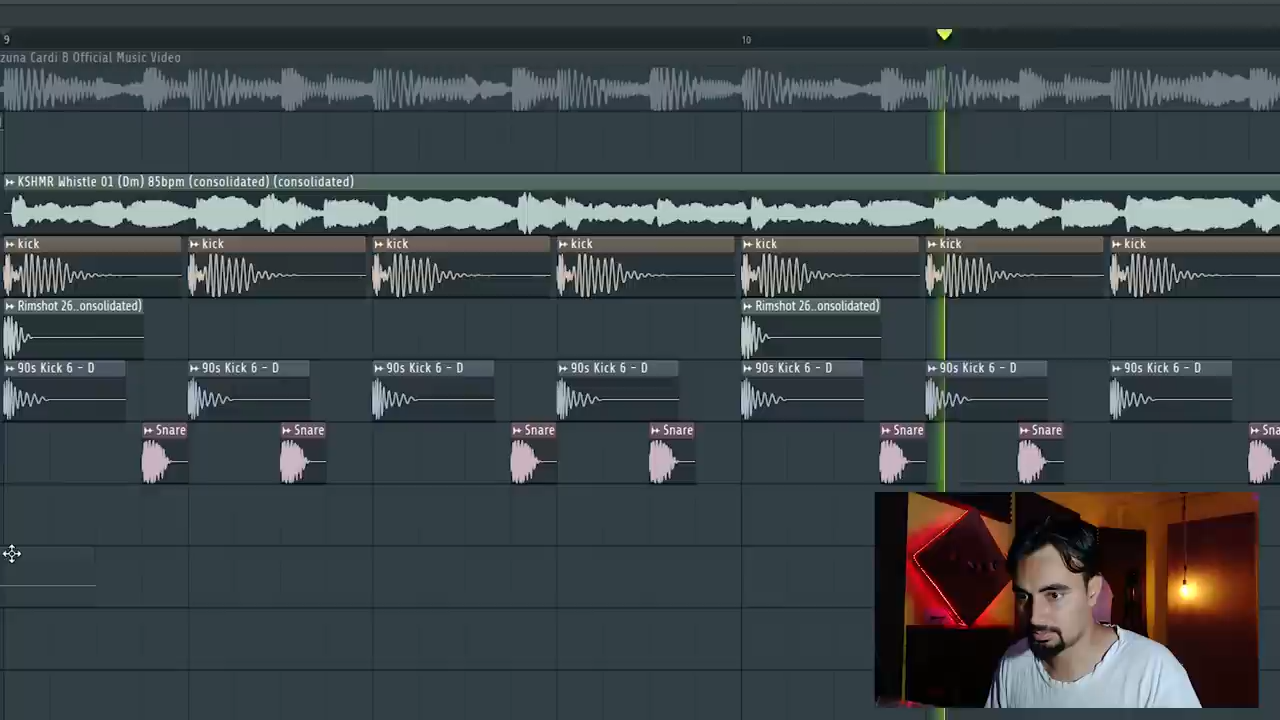 9 10
zuna Cardi B Official Music Video
KSHMR Whistle 01 (Dm) 85bpm (consolidated) (consolidated)
kick kick kick kick kick kick kick
Rimshot 26..onsolidated) Rimshot 26..onsolidated)
90s Kick 6 - D 90s Kick 6 - D 90s Kick 6 - D 90s Kick 6 - D 90s Kick 6 - D 90s Kick 6 - D 90s Kick 6 - D
Snare Snare Snare Snare Snare Snare Sna